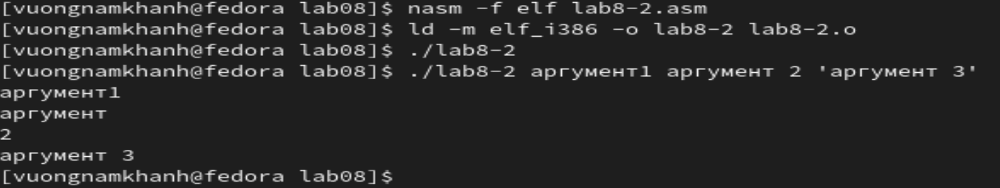 [vuongnamkhanh@fedora lab08]$ nasm -f elf lab8-2.asm
[vuongnamkhanh@fedora lab08]$ ld -m elf_i386 -o lab8-2 lab8-2.o
[vuongnamkhanh@fedora lab08]$ ./lab8-2
[vuongnamkhanh@fedora lab08]$ ./lab8-2 аргумент1 аргумент 2 'аргумент 3'
аргумент1
аргумент
2
аргумент 3
[vuongnamkhanh@fedora lab08]$